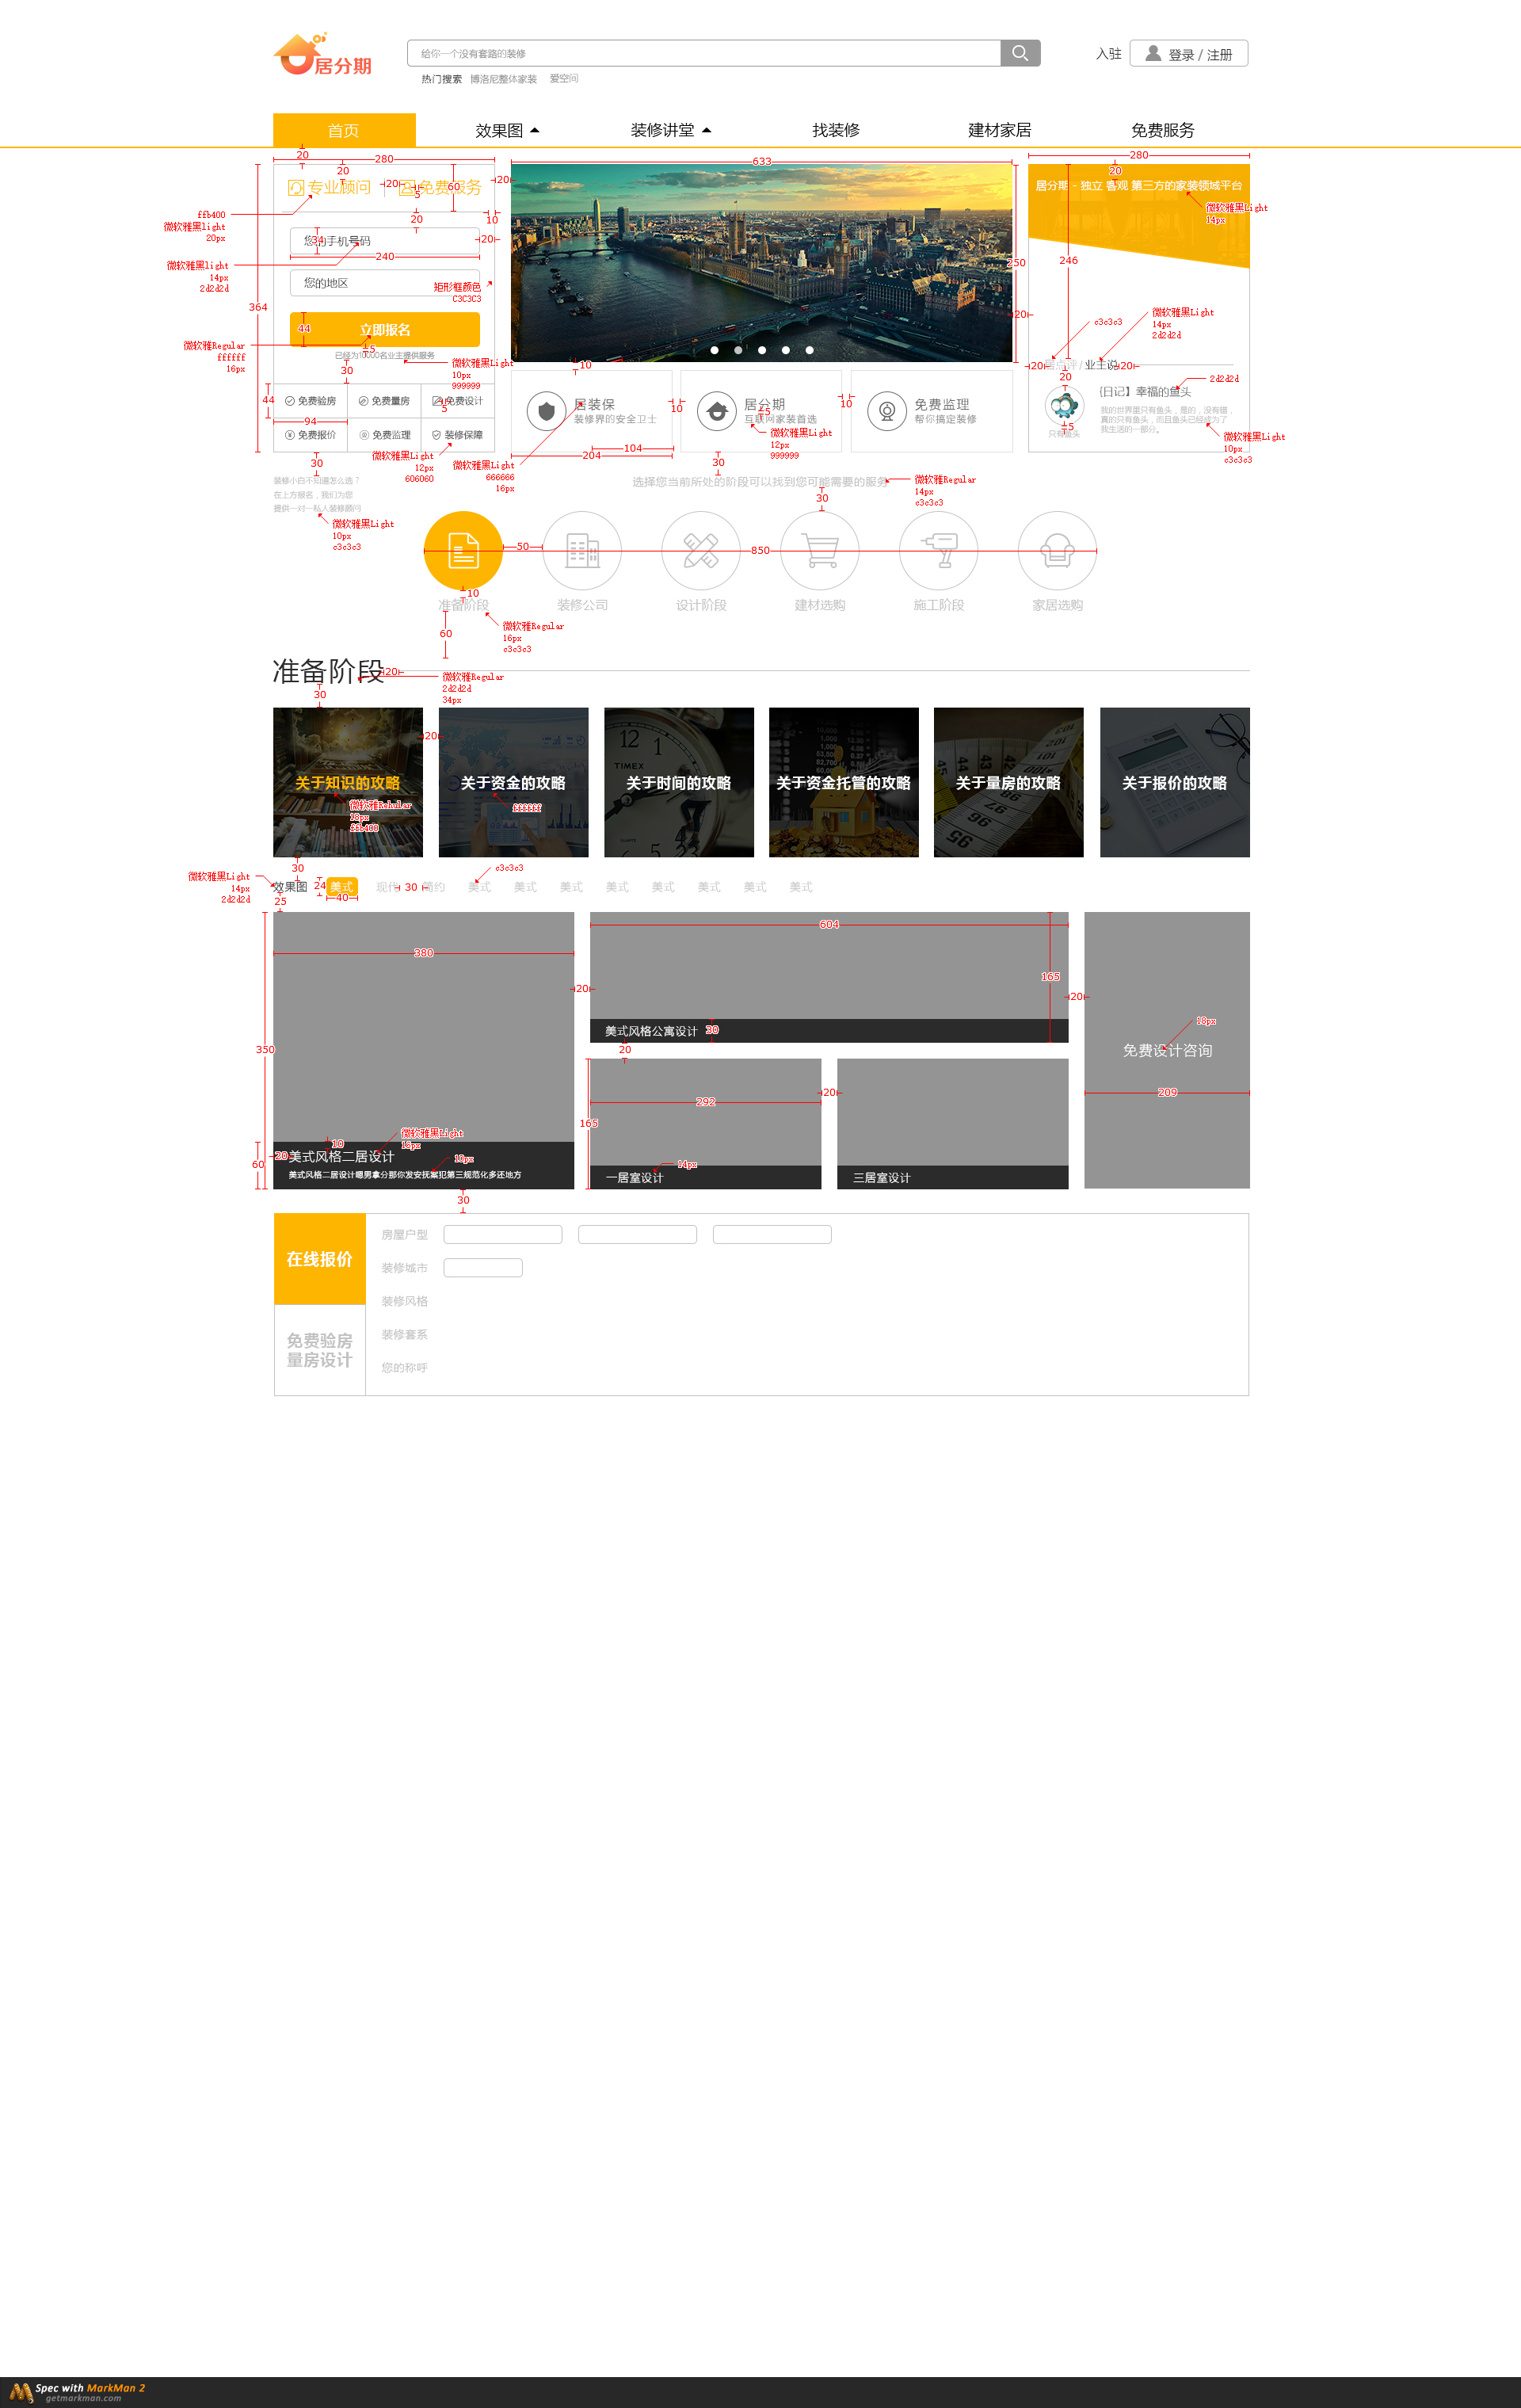 居分期
给你一个没有套路的装修
入驻
登录 / 注册
热门搜索 博洛尼整体家装 爱空间
首页 效果图 装修讲堂 找装修 建材家居 免费服务
20
280
633
280
20
专业顾问
20
5
免费服务
60
20
20
居分期 - 独立 客观 第三方的家装领域平台
ffb400
微软雅黑light
20px
20
10
微软雅黑Light
14px
您的手机号码
34
20
240
微软雅黑light
14px
2d2d2d
250
246
您的地区
矩形框颜色
C3C3C3
364
20
c3c3c3
微软雅黑Light
14px
2d2d2d
44
立即报名
微软雅Regular
ffffff
16px
5
已经为10000名业主提供服务
30
微软雅黑Light
10px
999999
10
20
业主说
20
20
2d2d2d
44
免费验房 免费量房 免费设计
5
94
免费报价 免费监理 装修保障
居装保
装修界的安全卫士
10
居分期
互联网家装首选
5
10
免费监理
帮你搞定装修
微软雅黑Light
12px
999999
{日记】幸福的鱼头
我的世界里只有鱼头，是的，没有错，
真的只有鱼头，而且鱼头已经成为了
我生活的一部分。
5
只有鱼头
微软雅黑Light
10px
c3c3c3
微软雅黑Light
12px
606060
微软雅黑Light
666666
16px
104
204
30
30
装修小白不知道怎么选？
在上方报名，我们为您
提供一对一私人装修顾问
微软雅黑Light
10px
c3c3c3
选择您当前所处的阶段可以找到您可能需要的服务
微软雅Regular
14px
c3c3c3
30
50
850
10
准备阶段 装修公司 设计阶段 建材选购 施工阶段 家居选购
60
微软雅Regular
16px
c3c3c3
准备阶段
20
微软雅Regular
2d2d2d
34px
30
20
关于知识的攻略 关于资金的攻略 关于时间的攻略 关于资金托管的攻略 关于量房的攻略 关于报价的攻略
微软雅Rehular
18px
ffb400
ffffff
30
c3c3c3
微软雅黑Light
14px
2d2d2d
效果图
24
美式
40
现代
30
简约 美式 美式 美式 美式 美式 美式 美式 美式
25
380
604
165
20
20
350
美式风格公寓设计
30
20
18px
免费设计咨询
292
20
209
165
微软雅黑Light
16px
10
20
60
美式风格二居设计
美式风格二居设计嗯男拿分那你发安抚案犯第三规范化多还地方
14px
一居室设计
三居室设计
30
在线报价
免费验房
量房设计
房屋户型
装修城市
装修风格
装修套系
您的称呼
Spec with MarkMan 2
getmarkman.com